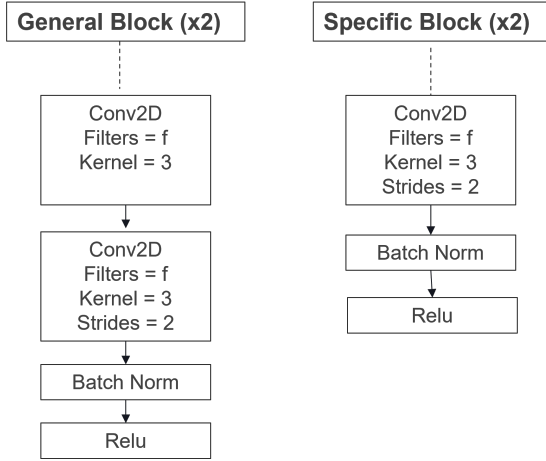 General Block (x2)
Conv2D
Filters = f
Kernel = 3
Conv2D
Filters = f
Kernel = 3
Strides = 2
Batch Norm
Relu
Specific Block (x2)
Conv2D
Filters = f
Kernel = 3
Strides = 2
Batch Norm
Relu